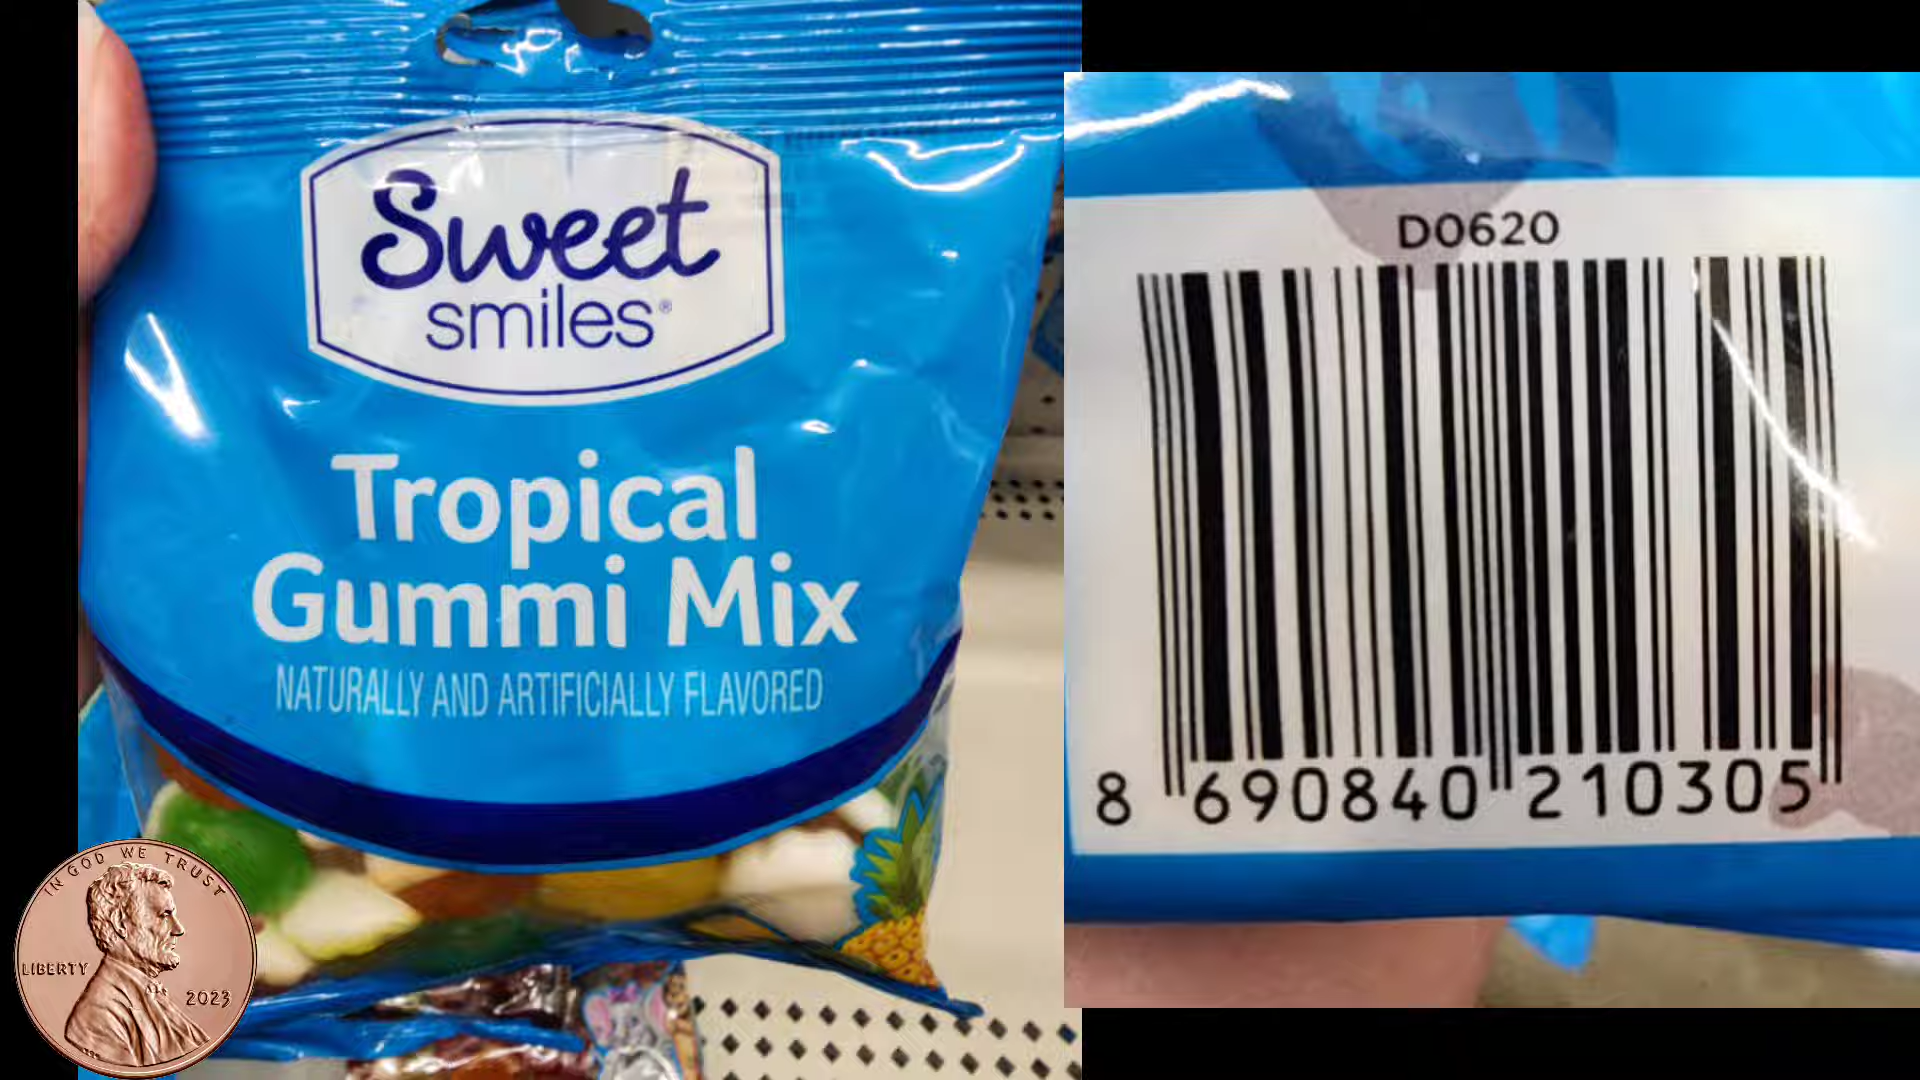 Sweet
smiles®
Tropical
Gummi Mix
NATURALLY AND ARTIFICIALLY FLAVORED
IN GOD WE TRUST
LIBERTY
2023
D0620
8 690840 210305